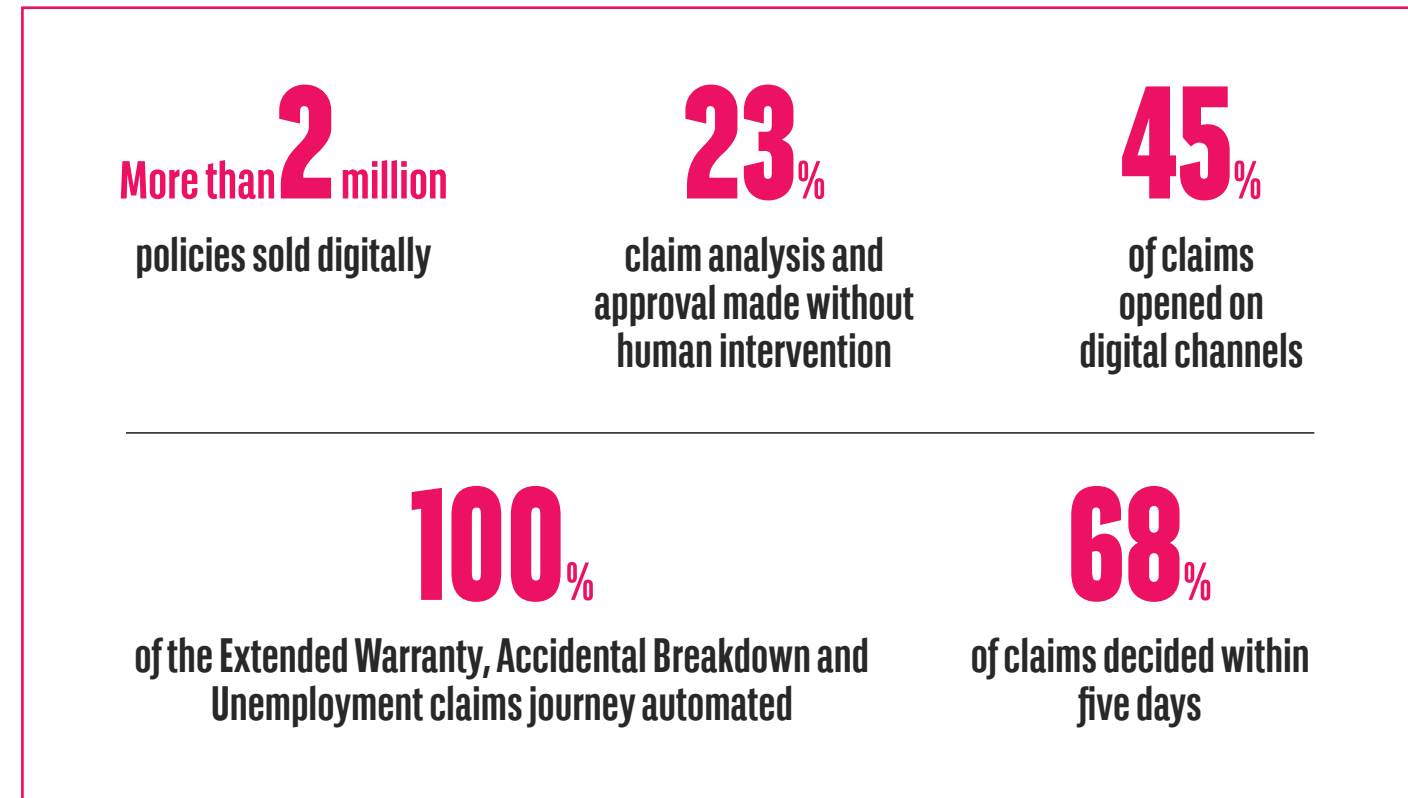 More than 2 million
policies sold digitally
23%
claim analysis and
approval made without
human intervention
45%
of claims
opened on
digital channels
100%
of the Extended Warranty, Accidental Breakdown and
Unemployment claims journey automated
68%
of claims decided within
five days